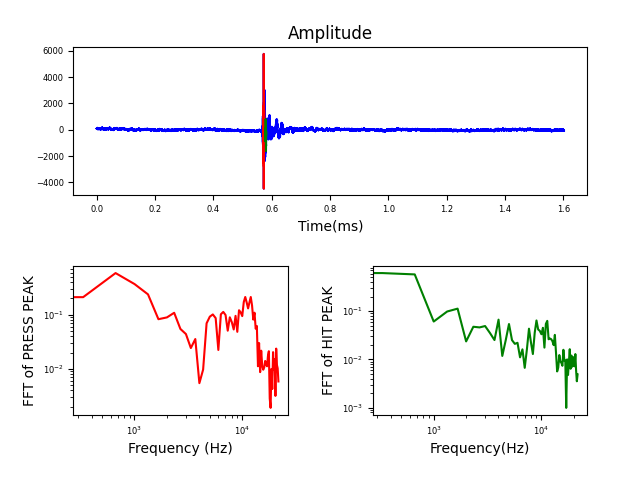 Amplitude
6000
4000
2000
0
−2000
−4000
0.0 0.2 0.4 0.6 0.8 1.0 1.2 1.4 1.6
Time(ms)
FFT of PRESS PEAK
10⁻¹
10⁻²
10³ 10⁴
Frequency (Hz)
FFT of HIT PEAK
10⁻¹
10⁻²
10⁻³
10³ 10⁴
Frequency(Hz)